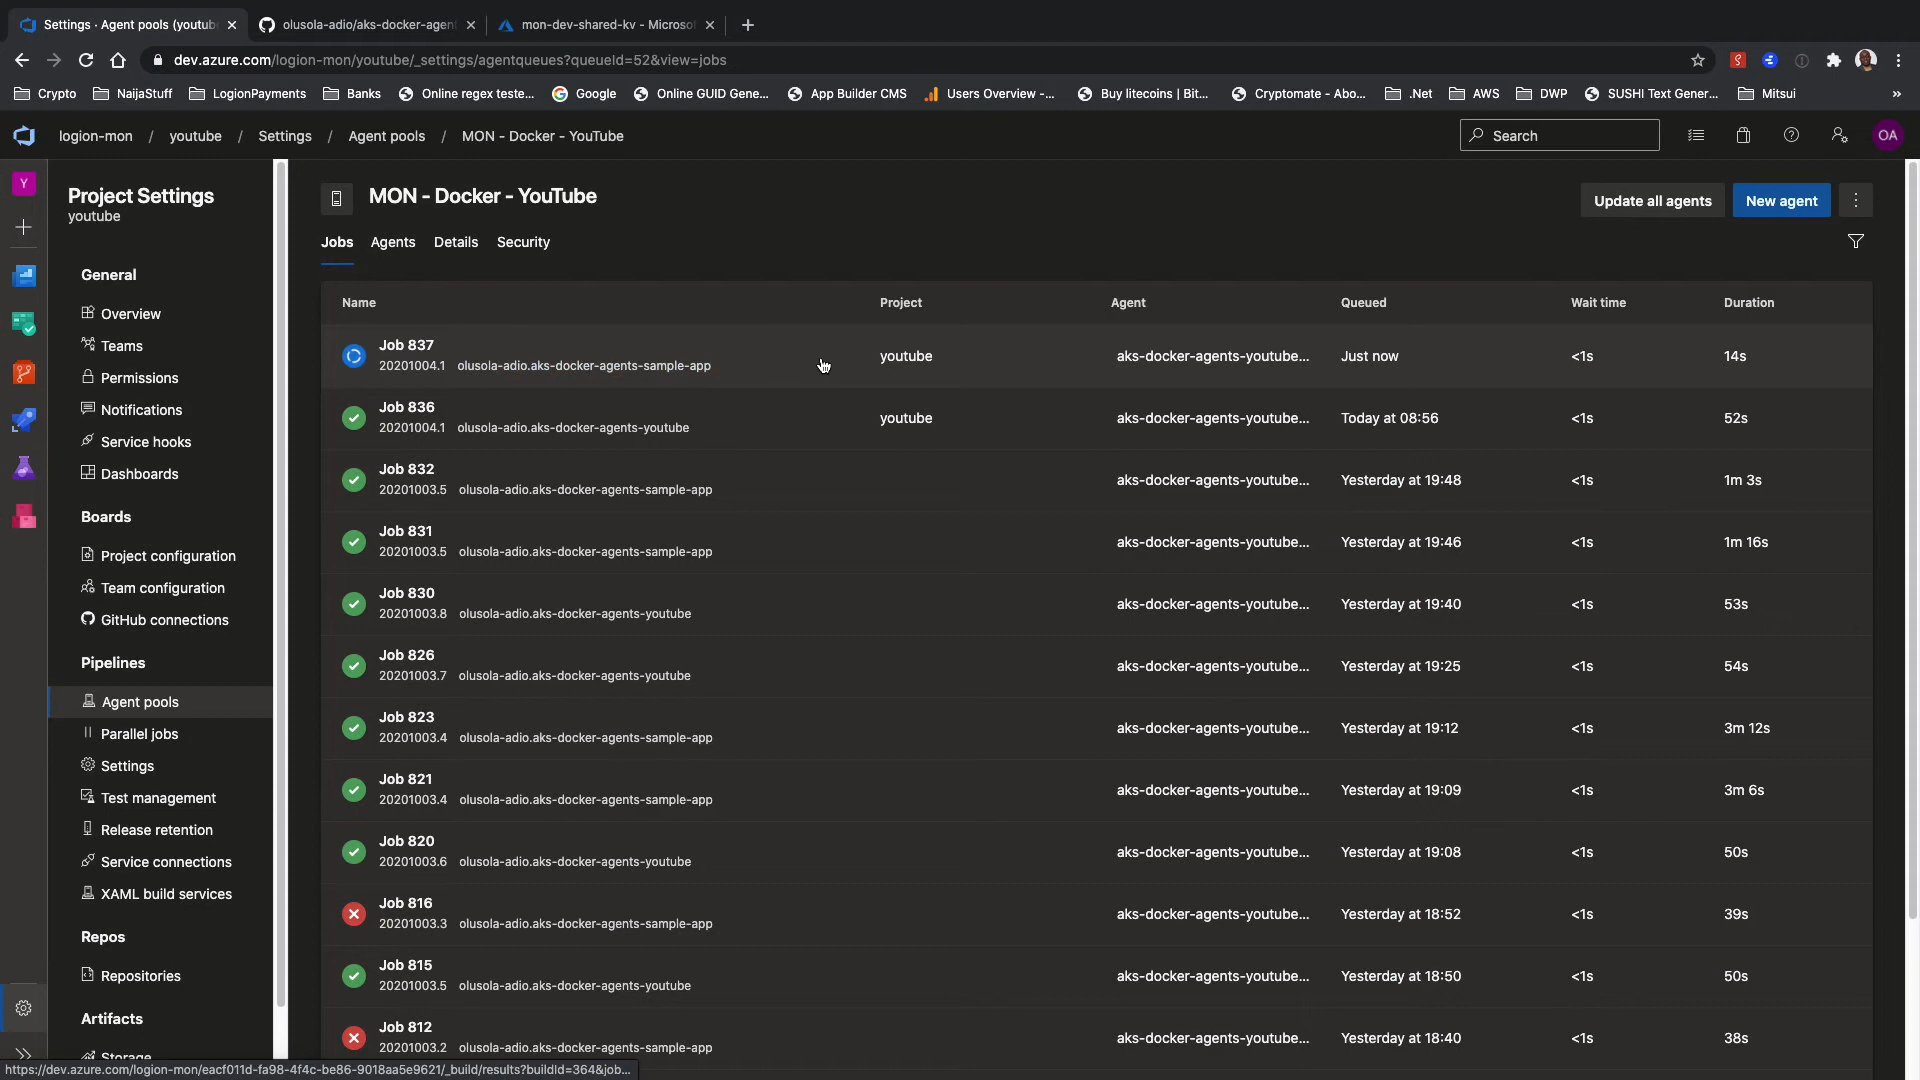 Settings · Agent pools (youtub
olusola-adio/aks-docker-agen
mon-dev-shared-kv - Microso
dev.azure.com/logion-mon/youtube/_settings/agentqueues?queueId=52&view=jobs
Crypto
NaijaStuff
LogionPayments
Banks
Online regex teste...
Google
Online GUID Gene...
App Builder CMS
Users Overview -...
Buy litecoins | Bit...
Cryptomate - Abo...
.Net
AWS
DWP
SUSHI Text Gener...
Mitsui
»
logion-mon / youtube / Settings / Agent pools / MON - Docker - YouTube
Search
OA
Y
Project Settings
youtube
General
Overview
Teams
Permissions
Notifications
Service hooks
Dashboards
Boards
Project configuration
Team configuration
GitHub connections
Pipelines
Agent pools
Parallel jobs
Settings
Test management
Release retention
Service connections
XAML build services
Repos
Repositories
Artifacts
Storage
MON - Docker - YouTube
Update all agents
New agent
Jobs Agents Details Security
Name Project Agent Queued Wait time Duration
Job 837
20201004.1 olusola-adio.aks-docker-agents-sample-app
youtube aks-docker-agents-youtube... Just now <1s 14s
Job 836
20201004.1 olusola-adio.aks-docker-agents-youtube
youtube aks-docker-agents-youtube... Today at 08:56 <1s 52s
Job 832
20201003.5 olusola-adio.aks-docker-agents-sample-app
aks-docker-agents-youtube... Yesterday at 19:48 <1s 1m 3s
Job 831
20201003.5 olusola-adio.aks-docker-agents-sample-app
aks-docker-agents-youtube... Yesterday at 19:46 <1s 1m 16s
Job 830
20201003.8 olusola-adio.aks-docker-agents-youtube
aks-docker-agents-youtube... Yesterday at 19:40 <1s 53s
Job 826
20201003.7 olusola-adio.aks-docker-agents-youtube
aks-docker-agents-youtube... Yesterday at 19:25 <1s 54s
Job 823
20201003.4 olusola-adio.aks-docker-agents-sample-app
aks-docker-agents-youtube... Yesterday at 19:12 <1s 3m 12s
Job 821
20201003.4 olusola-adio.aks-docker-agents-sample-app
aks-docker-agents-youtube... Yesterday at 19:09 <1s 3m 6s
Job 820
20201003.6 olusola-adio.aks-docker-agents-youtube
aks-docker-agents-youtube... Yesterday at 19:08 <1s 50s
Job 816
20201003.3 olusola-adio.aks-docker-agents-sample-app
aks-docker-agents-youtube... Yesterday at 18:52 <1s 39s
Job 815
20201003.5 olusola-adio.aks-docker-agents-youtube
aks-docker-agents-youtube... Yesterday at 18:50 <1s 50s
Job 812
20201003.2 olusola-adio.aks-docker-agents-sample-app
aks-docker-agents-youtube... Yesterday at 18:40 <1s 38s
https://dev.azure.com/logion-mon/eacf011d-fa98-4f4c-be86-9018aa5e9621/_build/results?buildId=364&job...